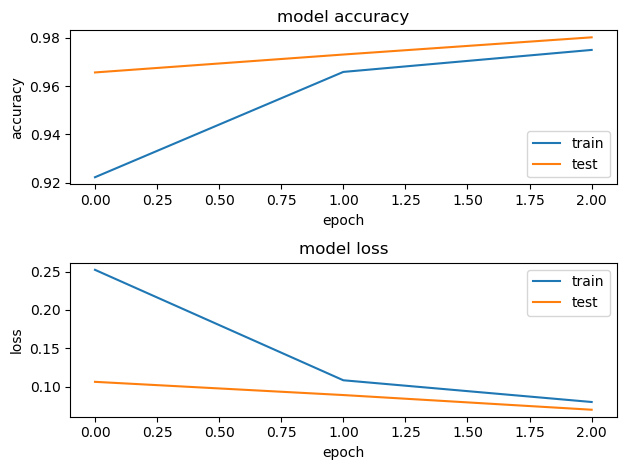 model accuracy
0.98
0.96
0.94
0.92
accuracy
train
test
0.00 0.25 0.50 0.75 1.00 1.25 1.50 1.75 2.00
epoch
model loss
0.25
0.20
0.15
0.10
loss
train
test
0.00 0.25 0.50 0.75 1.00 1.25 1.50 1.75 2.00
epoch